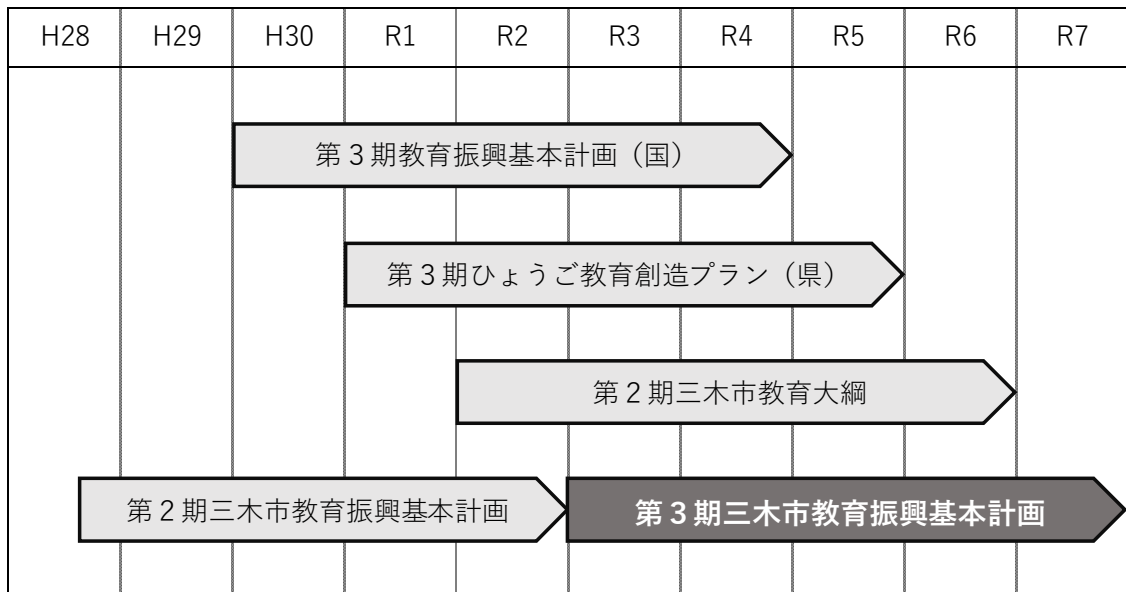 H28 H29 H30 R1 R2 R3 R4 R5 R6 R7
第３期教育振興基本計画（国）
第３期ひょうご教育創造プラン（県）
第２期三木市教育大綱
第２期三木市教育振興基本計画 第３期三木市教育振興基本計画